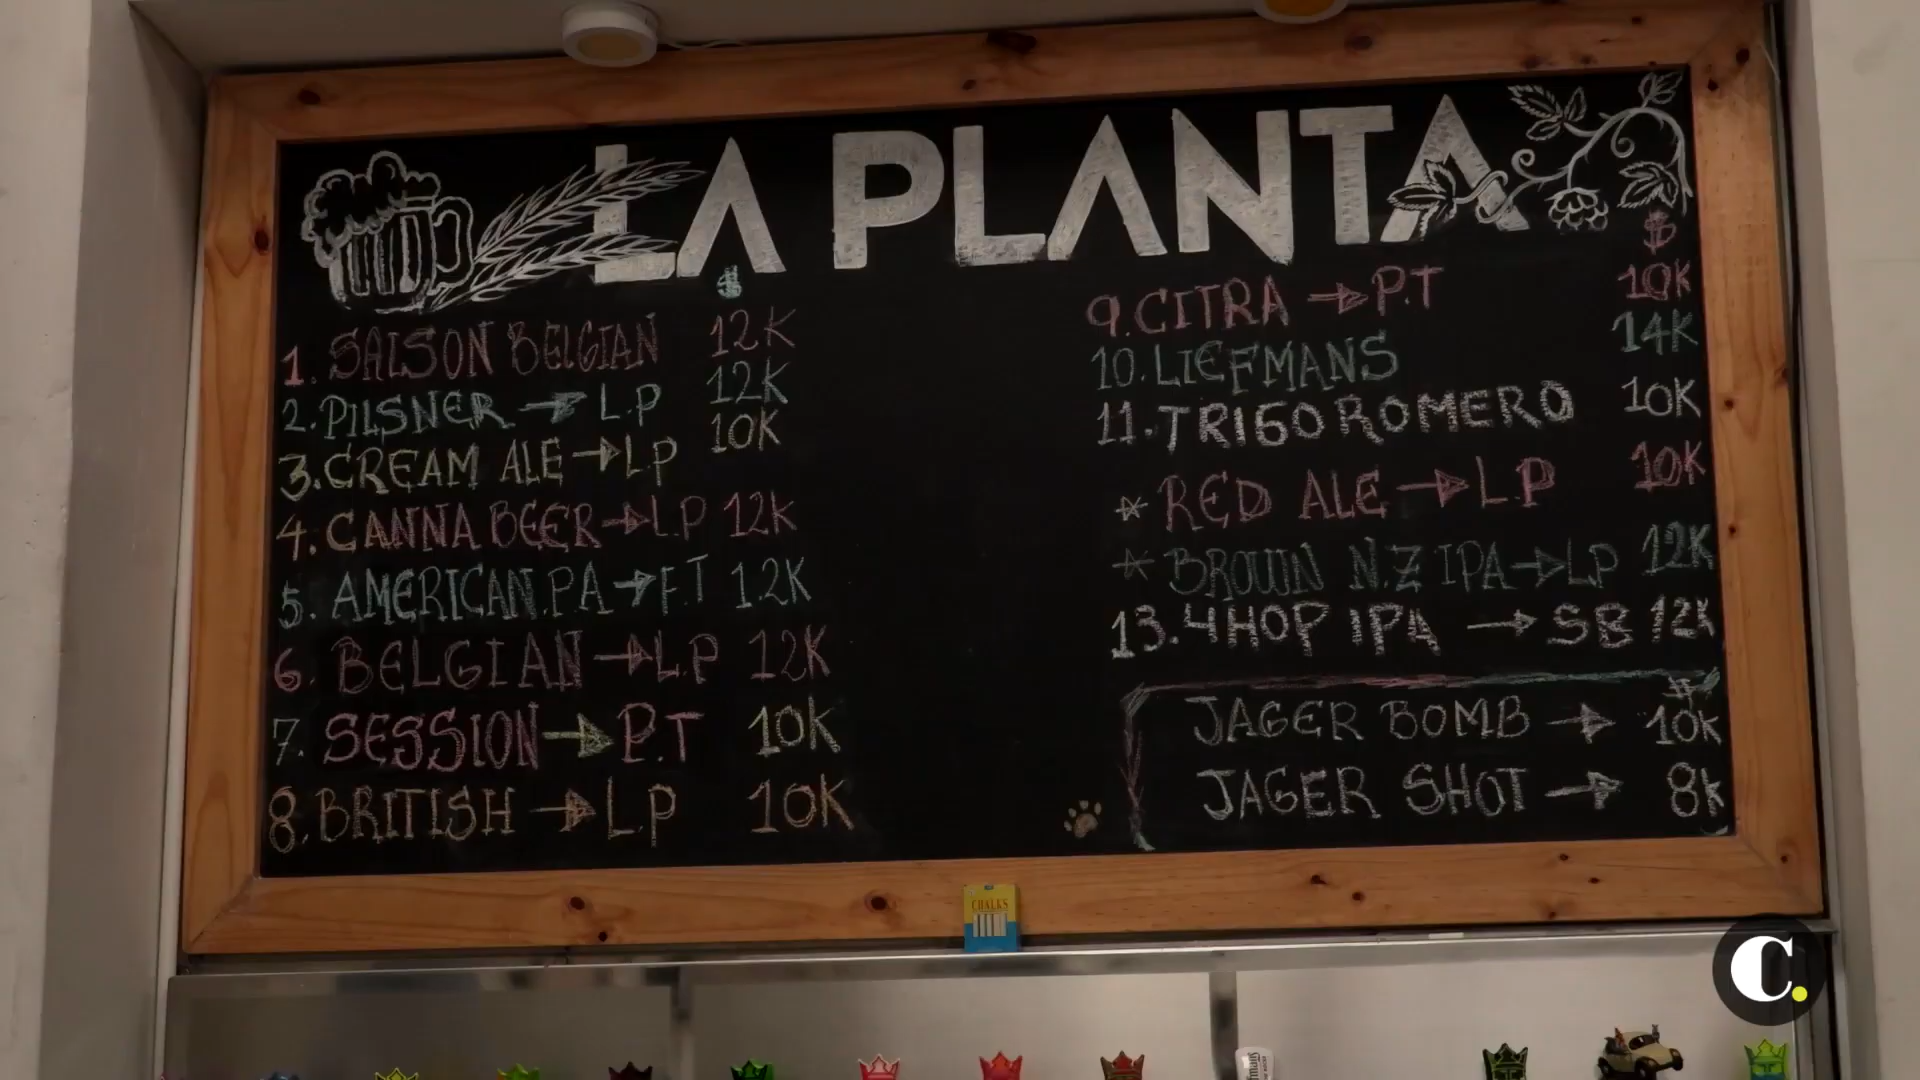 LA PLANTA
$
1. SAISON BELGIAN 12K
2. PILSNER → L.P 12K
3. CREAM ALE → L.P 10K
4. CANNA BEER → L.P 12K
5. AMERICAN.P.A → F.T 12K
6. BELGIAN → L.P 12K
7. SESSION → P.T 10K
8. BRITISH → L.P 10K
$
9. CITRA → P.T 10K
10. LIEFMANS 14K
11. TRIGO ROMERO 10K
* RED ALE → L.P 10K
* BROWN N.Z IPA → LP 12K
13. 4HOP IPA → SB 12K
$
JAGER BOMB → 10K
JAGER SHOT → 8K
CHALKS
C.